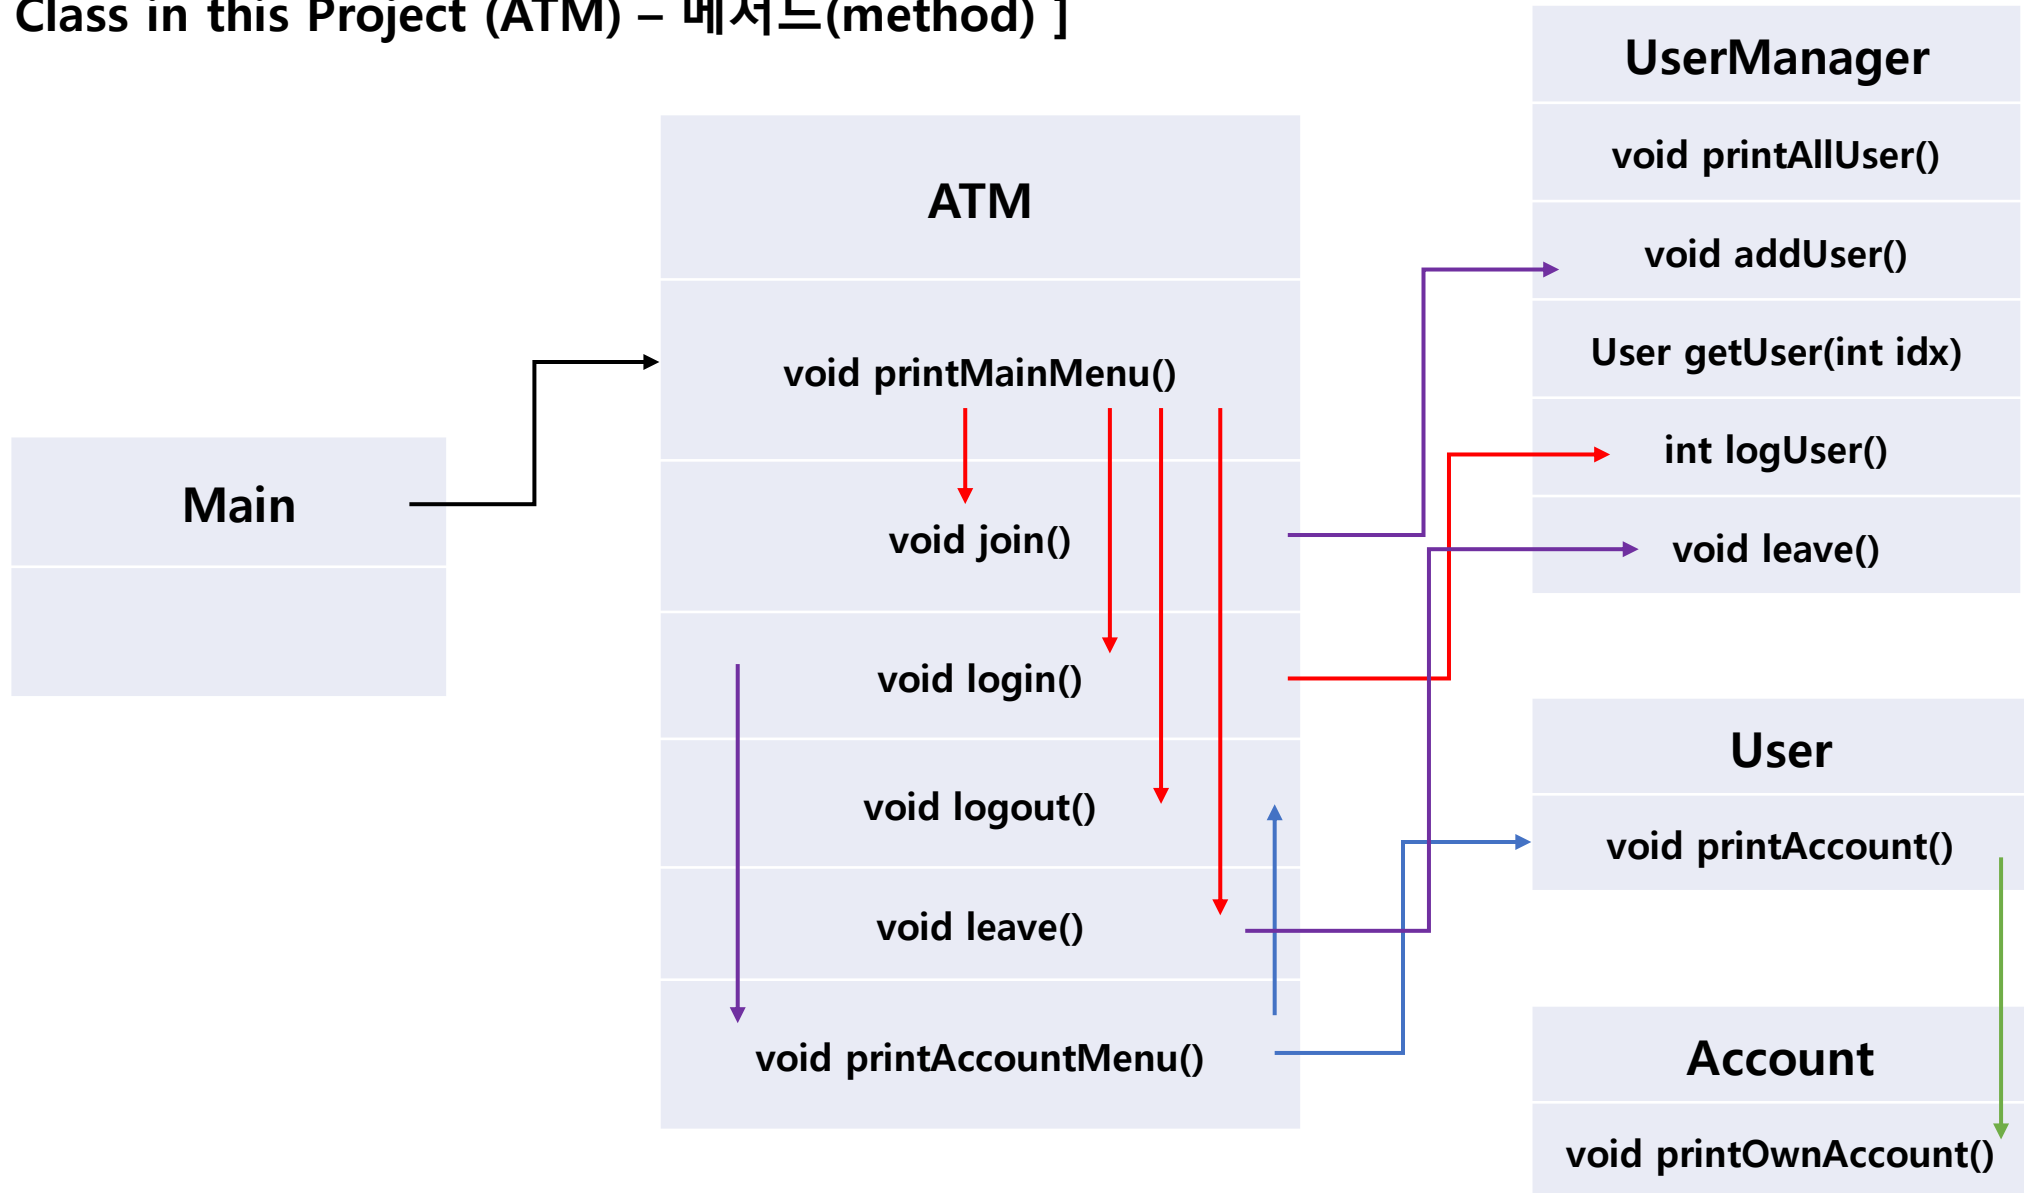 Class in this Project (ATM) – 메서드(method) ]
Main
ATM
void printMainMenu()
void join()
void login()
void logout()
void leave()
void printAccountMenu()
UserManager
void printAllUser()
void addUser()
User getUser(int idx)
int logUser()
void leave()
User
void printAccount()
Account
void printOwnAccount()